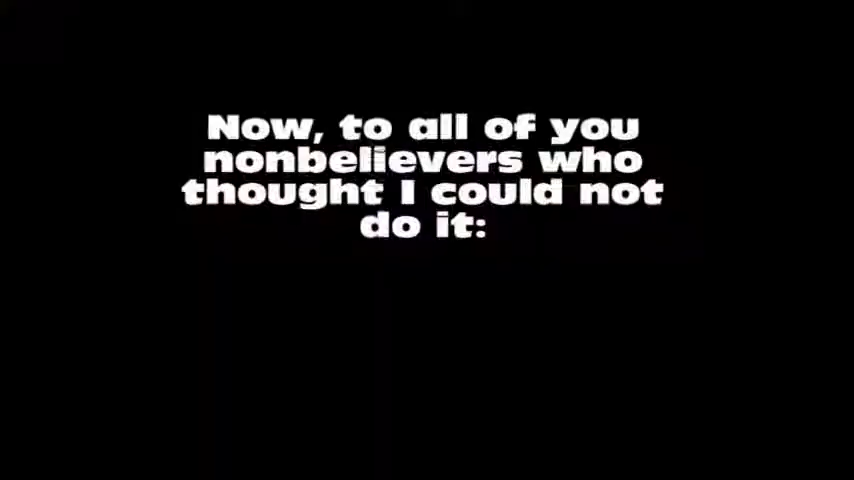 Now, to all of you
nonbelievers who
thought I could not
do it: